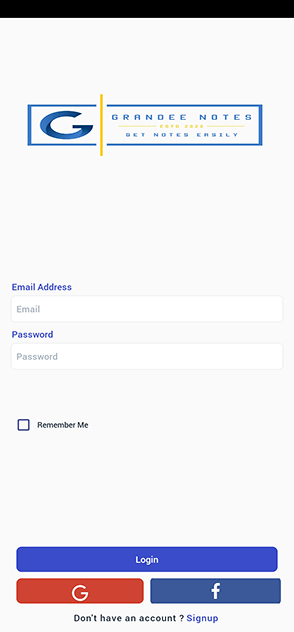 GRANDEE NOTES
ESTD 2020
GET NOTES EASILY
Email Address
Email
Password
Password
Remember Me
Login
G
f
Don't have an account ? Signup